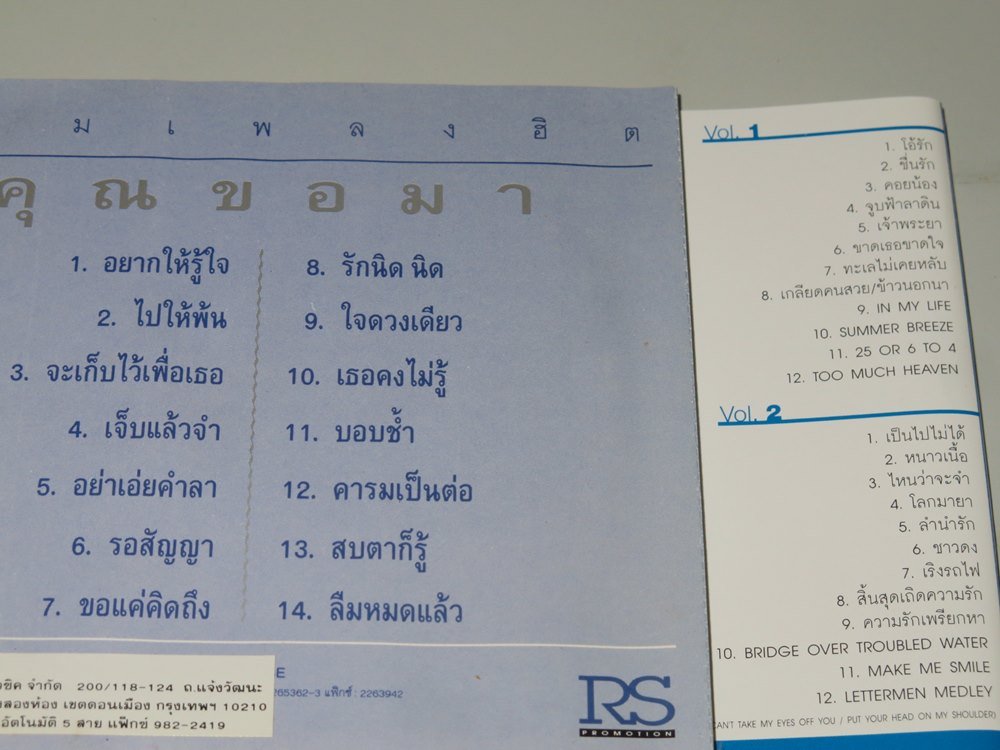 ม เ พ ล ง ฮิ ต
คุ ณ ข อ ม า
1. อยากให้รู้ใจ
2. ไปให้พ้น
3. จะเก็บไว้เพื่อเธอ
4. เจ็บแล้วจำ
5. อย่าเอ่ยคำลา
6. รอสัญญา
7. ขอแค่คิดถึง
8. รักนิด นิด
9. ใจดวงเดียว
10. เธอคงไม่รู้
11. บอบช้ำ
12. คารมเป็นต่อ
13. สบตาก็รู้
14. ลืมหมดแล้ว
E
265362-3 แฟ็กซ์ : 2263942
จำกัด 200/118-124 ถ.แจ้งวัฒนะ
เขตดอนเมือง กรุงเทพฯ 10210
อัตโนมัติ 5 สาย แฟ็กซ์ 982-2419
RS
PROMOTION
Vol. 1
1. โอ้รัก
2. ชื่นรัก
3. คอยน้อง
4. จูบฟ้าลาดิน
5. เจ้าพระยา
6. ขาดเธอขาดใจ
7. ทะเลไม่เคยหลับ
8. เกลียดคนสวย/ข้าวนอกนา
9. IN MY LIFE
10. SUMMER BREEZE
11. 25 OR 6 TO 4
12. TOO MUCH HEAVEN
Vol. 2
1. เป็นไปไม่ได้
2. หนาวเนื้อ
3. ไหนว่าจะจำ
4. โลกมายา
5. ลำนำรัก
6. ชาวดง
7. เริงรถไฟ
8. สิ้นสุดเถิดความรัก
9. ความรักเพรียกหา
10. BRIDGE OVER TROUBLED WATER
11. MAKE ME SMILE
12. LETTERMEN MEDLEY
(CAN'T TAKE MY EYES OFF YOU / PUT YOUR HEAD ON MY SHOULDER)